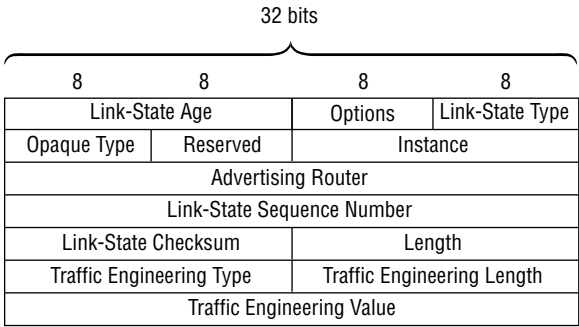 32 bits
8 8 8 8
Link-State Age Options Link-State Type
Opaque Type Reserved Instance
Advertising Router
Link-State Sequence Number
Link-State Checksum Length
Traffic Engineering Type Traffic Engineering Length
Traffic Engineering Value